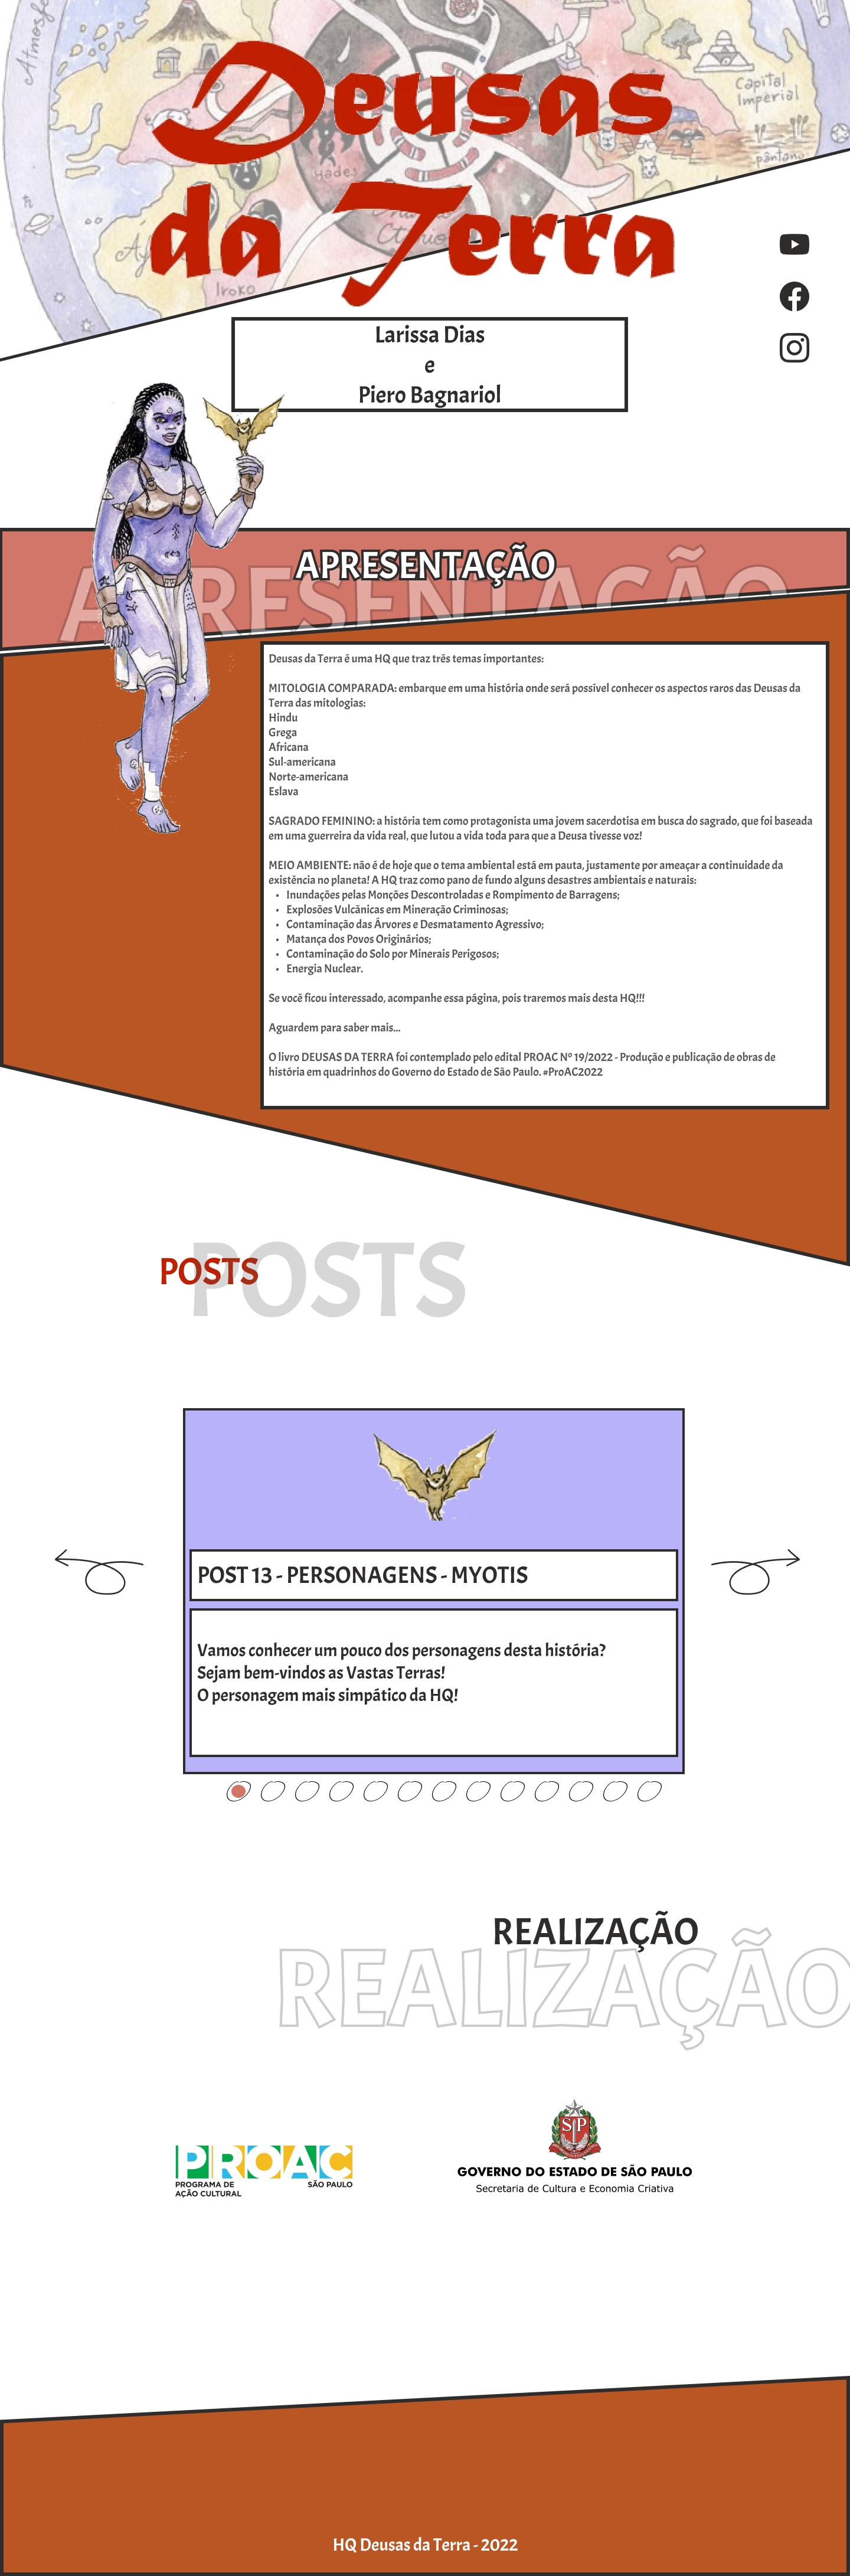 Atmosf
Capital
Imperial
pântano
Hades
Iroko
Deusas
da Terra
Larissa Dias
e
Piero Bagnariol
APRESENTAÇÃO
APRESENTAÇÃO
Deusas da Terra é uma HQ que traz três temas importantes:
MITOLOGIA COMPARADA: embarque em uma história onde será possível conhecer os aspectos raros das Deusas da
Terra das mitologias:
Hindu
Grega
Africana
Sul-americana
Norte-americana
Eslava
SAGRADO FEMININO: a história tem como protagonista uma jovem sacerdotisa em busca do sagrado, que foi baseada
em uma guerreira da vida real, que lutou a vida toda para que a Deusa tivesse voz!
MEIO AMBIENTE: não é de hoje que o tema ambiental está em pauta, justamente por ameaçar a continuidade da
existência no planeta! A HQ traz como pano de fundo alguns desastres ambientais e naturais:
• Inundações pelas Monções Descontroladas e Rompimento de Barragens;
• Explosões Vulcânicas em Mineração Criminosas;
• Contaminação das Árvores e Desmatamento Agressivo;
• Matança dos Povos Originários;
• Contaminação do Solo por Minerais Perigosos;
• Energia Nuclear.
Se você ficou interessado, acompanhe essa página, pois traremos mais desta HQ!!!
Aguardem para saber mais...
O livro DEUSAS DA TERRA foi contemplado pelo edital PROAC Nº 19/2022 - Produção e publicação de obras de
história em quadrinhos do Governo do Estado de São Paulo. #ProAC2022
POSTS
POSTS
POST 13 - PERSONAGENS - MYOTIS
Vamos conhecer um pouco dos personagens desta história?
Sejam bem-vindos as Vastas Terras!
O personagem mais simpático da HQ!
REALIZAÇÃO
REALIZAÇÃO
SP
PROAC
PROGRAMA DE
AÇÃO CULTURAL
SÃO PAULO
GOVERNO DO ESTADO DE SÃO PAULO
Secretaria de Cultura e Economia Criativa
HQ Deusas da Terra - 2022